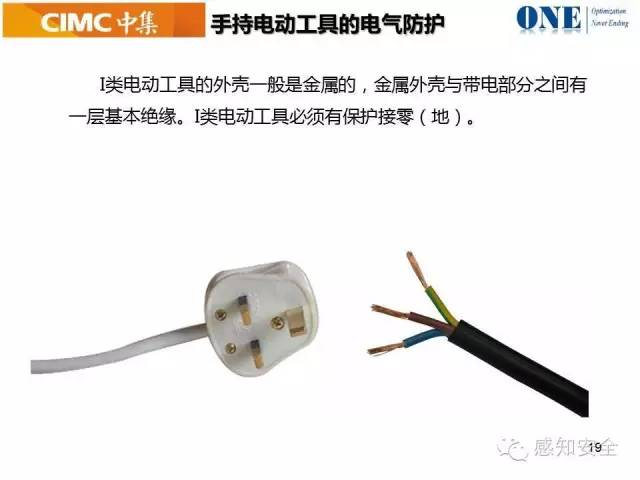 CIMC中集
手持电动工具的电气防护
ONE
Optimization
Never Ending
I类电动工具的外壳一般是金属的，金属外壳与带电部分之间有
一层基本绝缘。I类电动工具必须有保护接零（地）。
19
感知安全